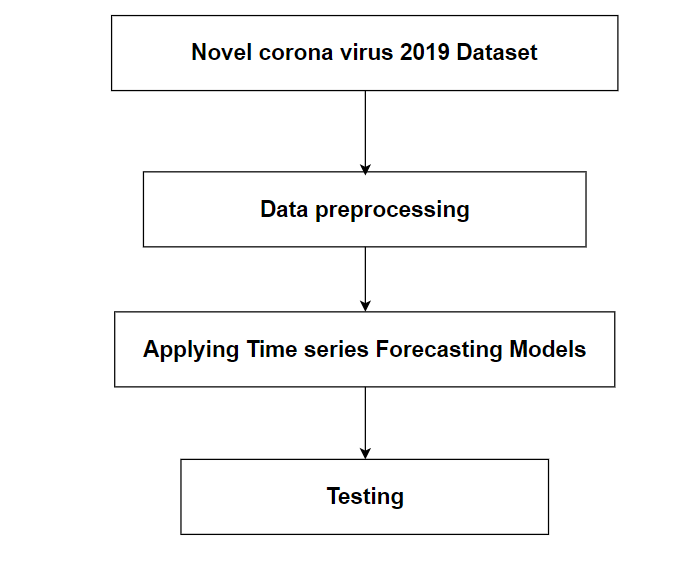 Novel corona virus 2019 Dataset
Data preprocessing
Applying Time series Forecasting Models
Testing